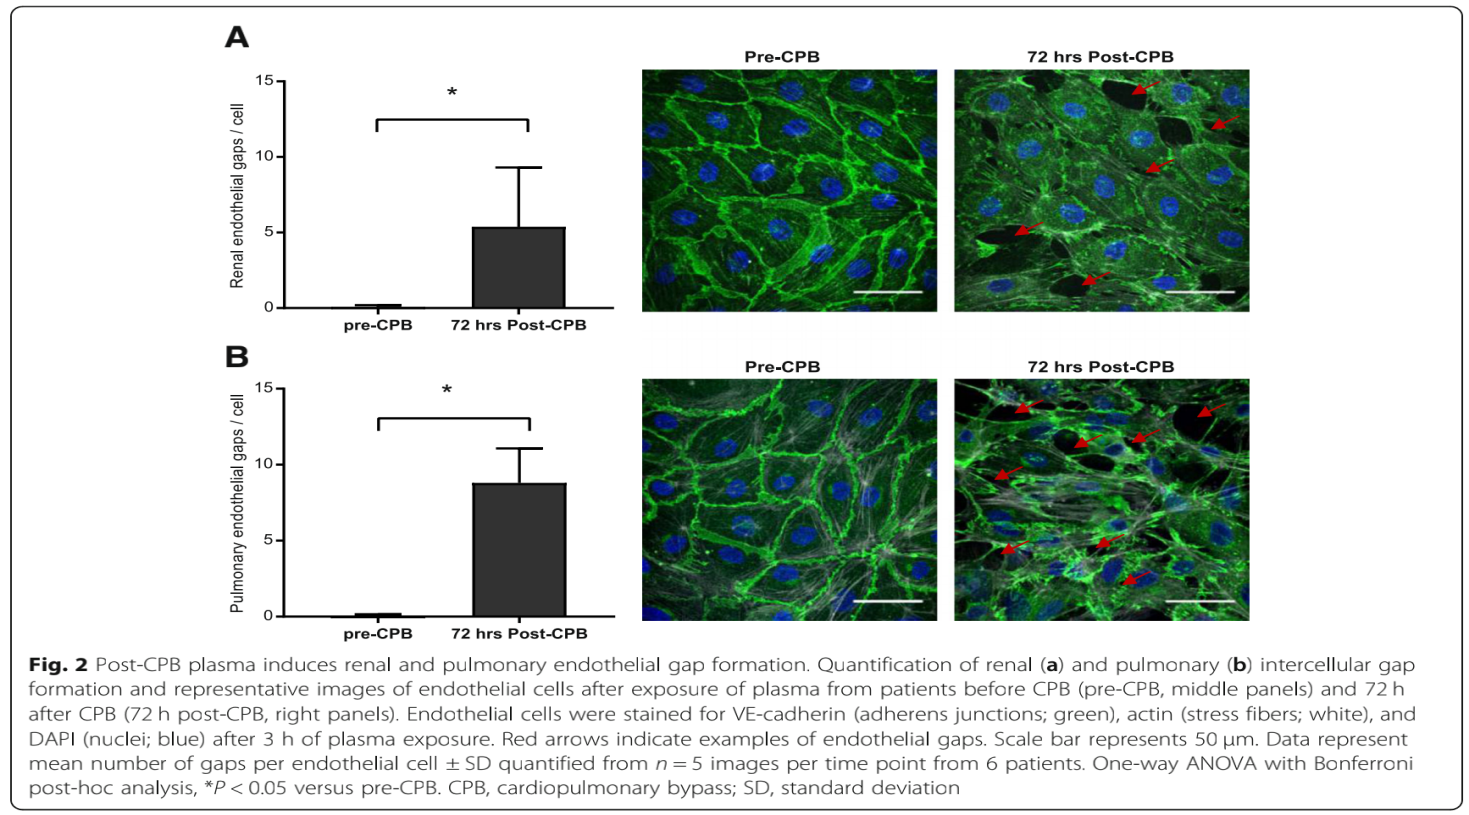 A
Pre-CPB
72 hrs Post-CPB
Renal endothelial gaps / cell
15
10
5
0
*
pre-CPB
72 hrs Post-CPB
B
Pre-CPB
72 hrs Post-CPB
Pulmonary endothelial gaps / cell
15
10
5
0
*
pre-CPB
72 hrs Post-CPB
Fig. 2 Post-CPB plasma induces renal and pulmonary endothelial gap formation. Quantification of renal (a) and pulmonary (b) intercellular gap
formation and representative images of endothelial cells after exposure of plasma from patients before CPB (pre-CPB, middle panels) and 72 h
after CPB (72 h post-CPB, right panels). Endothelial cells were stained for VE-cadherin (adherens junctions; green), actin (stress fibers; white), and
DAPI (nuclei; blue) after 3 h of plasma exposure. Red arrows indicate examples of endothelial gaps. Scale bar represents 50 μm. Data represent
mean number of gaps per endothelial cell ± SD quantified from n = 5 images per time point from 6 patients. One-way ANOVA with Bonferroni
post-hoc analysis, *P < 0.05 versus pre-CPB. CPB, cardiopulmonary bypass; SD, standard deviation